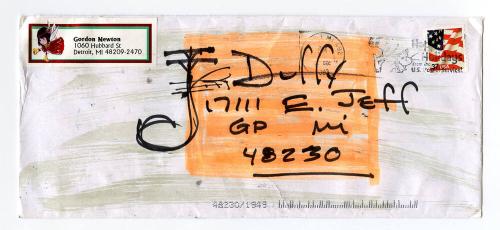 Gordon Newton
1060 Hubbard St
Detroit, MI 48209-2470
Duffy
17111 E. Jeff
GP Mi
48230
48230/1949